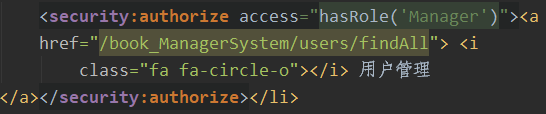 <security:authorize access="hasRole('Manager')"><a
href="/book_ManagerSystem/users/findAll"> <i
class="fa fa-circle-o"></i> 用户管理
</a></security:authorize></li>